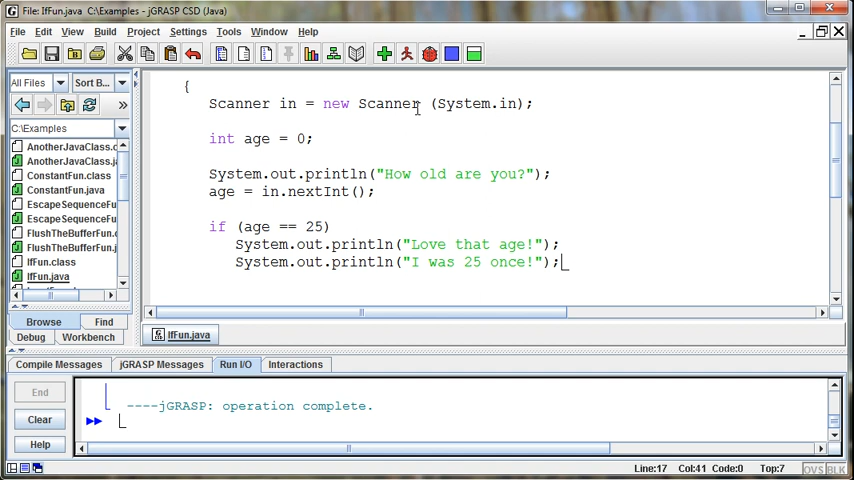 File: IfFun.java - jGRASP CSD (Java)
File Edit View Build Project Settings Tools Window Help
All Files Sort B...
C:\Examples
AnotherJavaClass.c
AnotherJavaClass.ja
ConstantFun.class
ConstantFun.java
EscapeSequenceFu
EscapeSequenceFu
FlushTheBufferFun.
FlushTheBufferFun.j
IfFun.class
IfFun.java
Browse Find
Debug Workbench
{
Scanner in = new Scanner (System.in);
int age = 0;
System.out.println("How old are you?");
age = in.nextInt();
if (age == 25)
System.out.println("Love that age!");
System.out.println("I was 25 once!");
IfFun.java
Compile Messages jGRASP Messages Run I/O Interactions
End
Clear
Help
----jGRASP: operation complete.
Line:17 Col:41 Code:0 Top:7 OVS BLK